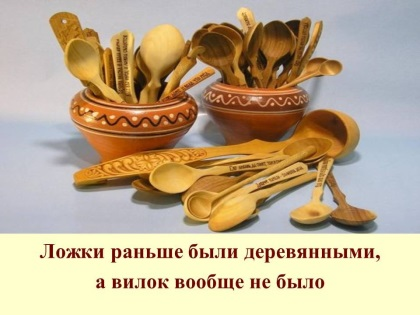 Ложки раньше были деревянными,
а вилок вообще не было